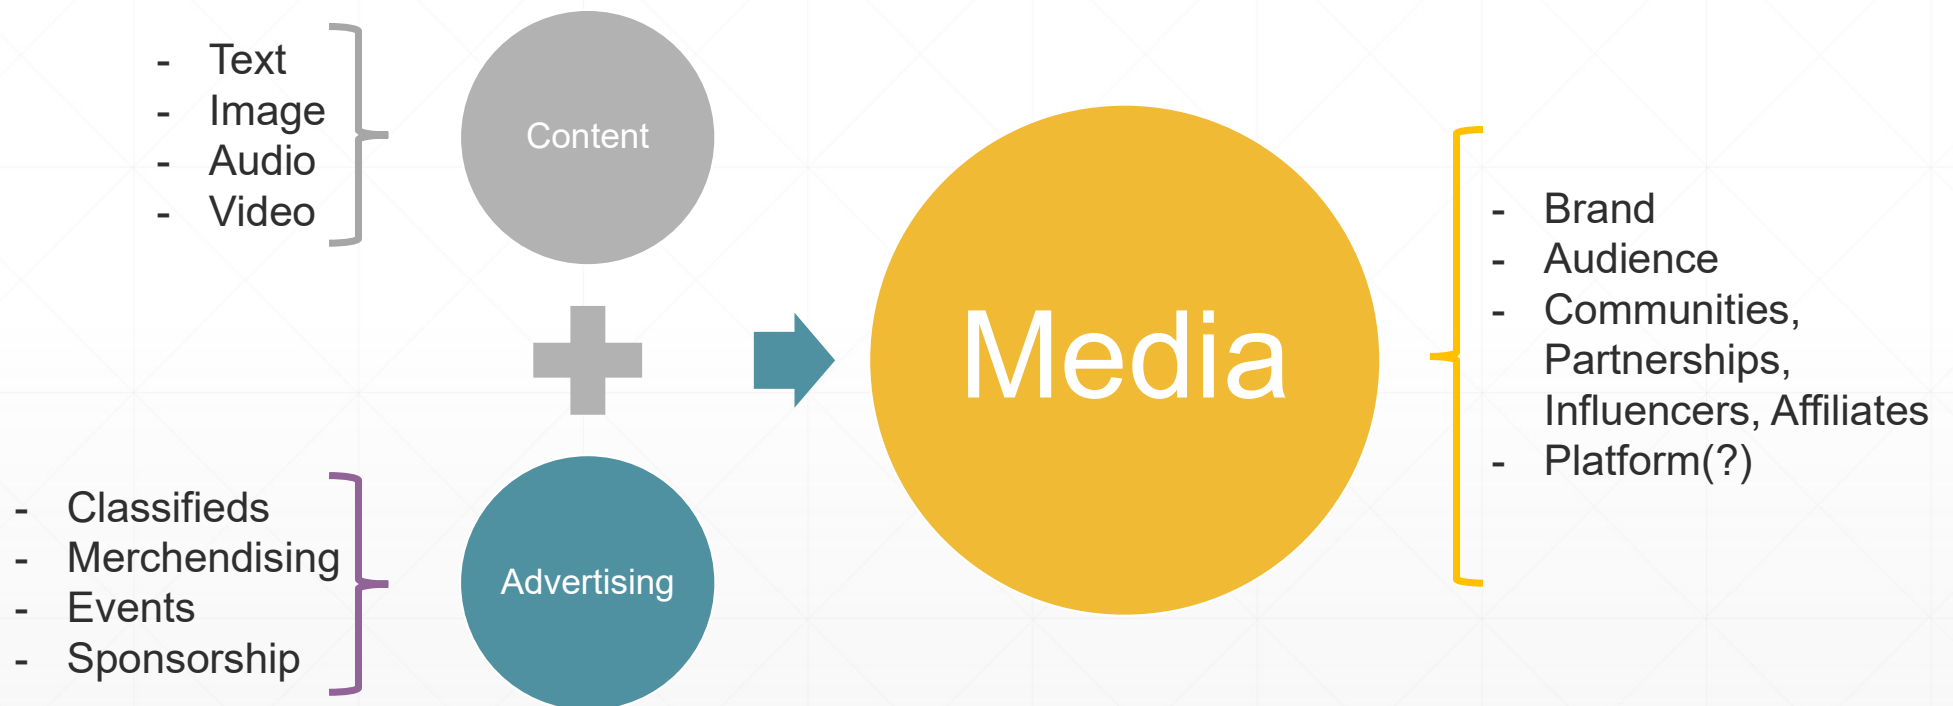 - Text
- Image
- Audio
- Video
Content
- Classifieds
- Merchendising
- Events
- Sponsorship
Advertising
Media
- Brand
- Audience
- Communities,
Partnerships,
Influencers, Affiliates
- Platform(?)